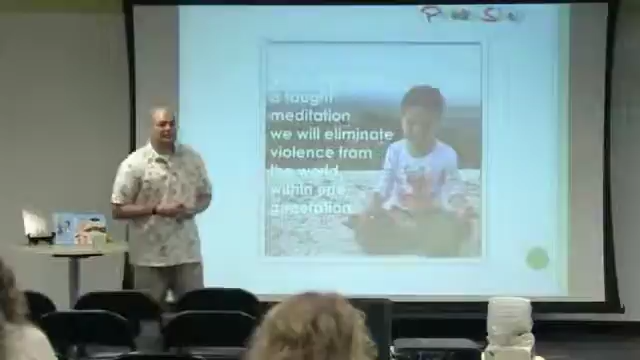 a taught
meditation
we will eliminate
violence from
the world,
within one
generation